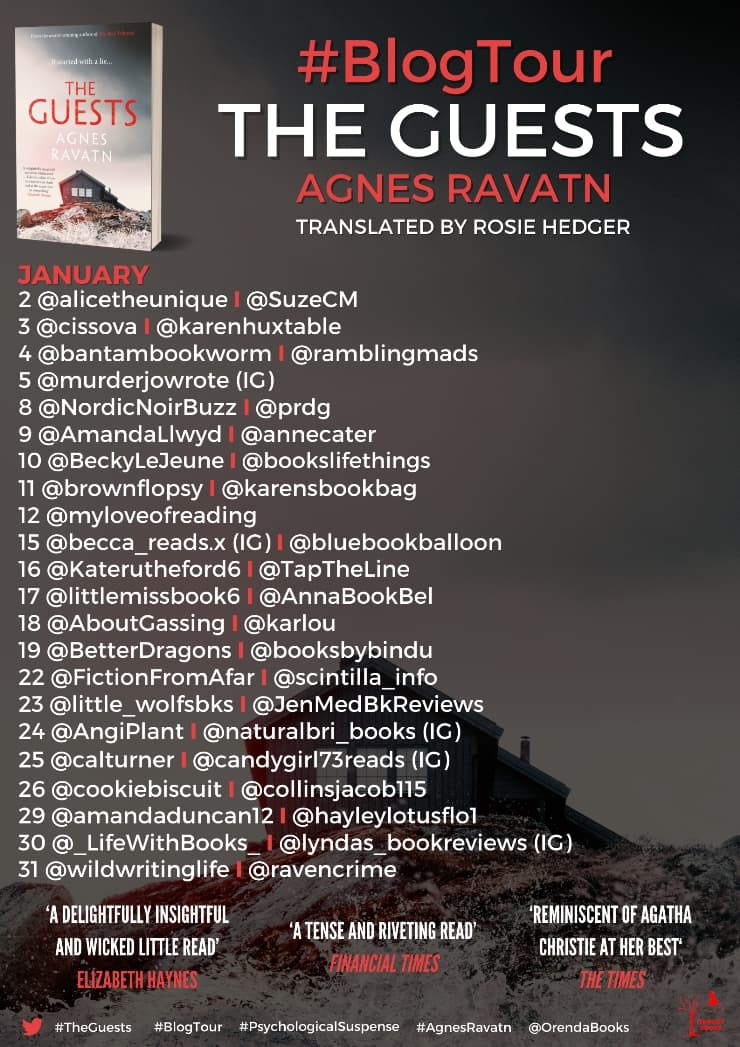 It started with a lie...
THE
GUESTS
AGNES
RAVATN
#BlogTour
THE GUESTS
AGNES RAVATN
TRANSLATED BY ROSIE HEDGER
JANUARY
2 @alicetheunique I @SuzeCM
3 @cissova I @karenhuxtable
4 @bantambookworm I @ramblingmads
5 @murderjowrote (IG)
8 @NordicNoirBuzz I @prdg
9 @AmandaLlwyd I @annecater
10 @BeckyLeJeune I @bookslifethings
11 @brownflopsy I @karensbookbag
12 @myloveofreading
15 @becca_reads.x (IG) I @bluebookballoon
16 @Katerutheford6 I @TapTheLine
17 @littlemissbook6 I @AnnaBookBel
18 @AboutGassing I @karlou
19 @BetterDragons I @booksbybindu
22 @FictionFromAfar I @scintilla_info
23 @little_wolfsbks I @JenMedBkReviews
24 @AngiPlant I @naturalbri_books (IG)
25 @calturner I @candygirl73reads (IG)
26 @cookiebiscuit I @collinsjacob115
29 @amandaduncan12 I @hayleylotusflo1
30 @_LifeWithBooks_ I @lyndas_bookreviews (IG)
31 @wildwritinglife I @ravencrime
‘A DELIGHTFULLY INSIGHTFUL
AND WICKED LITTLE READ’
ELIZABETH HAYNES
‘A TENSE AND RIVETING READ’
FINANCIAL TIMES
‘REMINISCENT OF AGATHA
CHRISTIE AT HER BEST‘
THE TIMES
#TheGuests #BlogTour #PsychologicalSuspense #AgnesRavatn @OrendaBooks